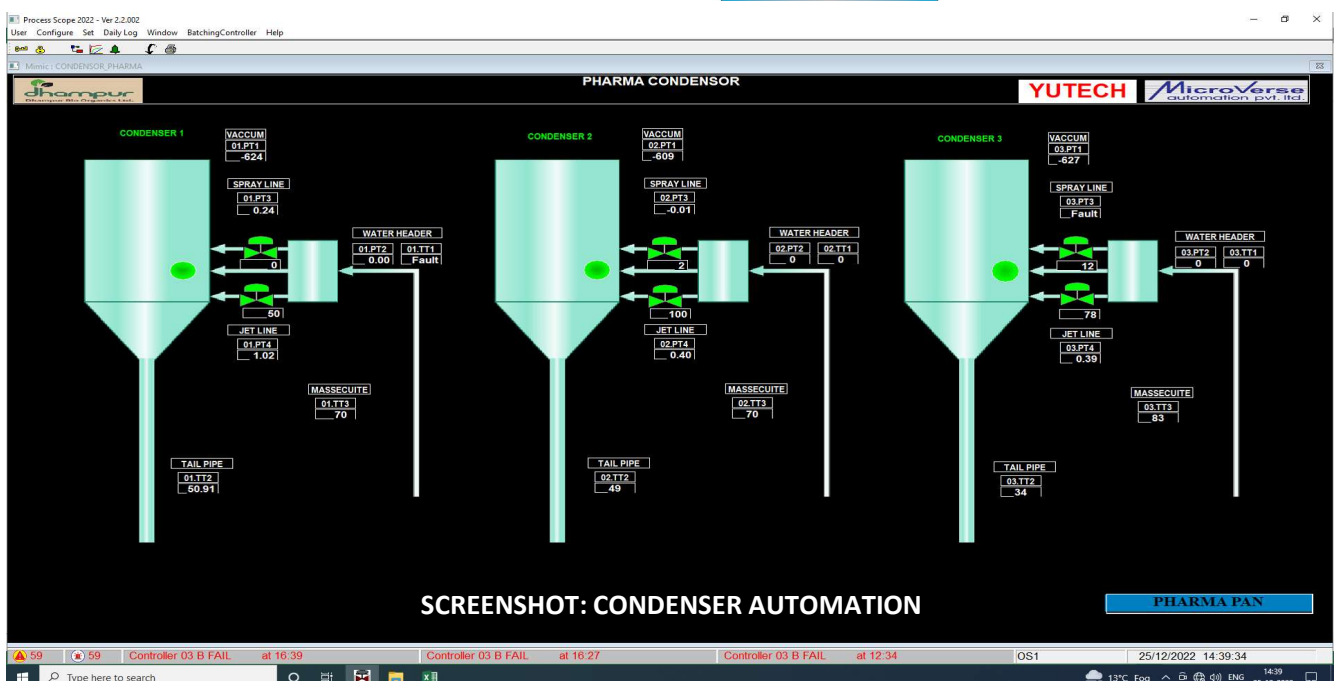 Process Scope 2022 - Ver 2.2.002
User Configure Set Daily Log Window BatchingController Help
Mimic : CONDENSOR_PHARMA
dhampur
Dhampur Bio Organics Ltd.
PHARMA CONDENSOR
YUTECH
MicroVerse
automation pvt. ltd.
CONDENSER 1
VACCUM
01.PT1
-624
SPRAY LINE
01.PT3
0.24
WATER HEADER
01.PT2 01.TT1
0.00 Fault
0
50
JET LINE
01.PT4
1.02
MASSECUITE
01.TT3
70
TAIL PIPE
01.TT2
50.91
CONDENSER 2
VACCUM
02.PT1
-609
SPRAY LINE
02.PT3
-0.01
WATER HEADER
02.PT2 02.TT1
0 0
2
100
JET LINE
02.PT4
0.40
MASSECUITE
02.TT3
70
TAIL PIPE
02.TT2
49
CONDENSER 3
VACCUM
03.PT1
-627
SPRAY LINE
03.PT3
Fault
WATER HEADER
03.PT2 03.TT1
0 0
12
78
JET LINE
03.PT4
0.39
MASSECUITE
03.TT3
83
TAIL PIPE
03.TT2
34
SCREENSHOT: CONDENSER AUTOMATION
PHARMA PAN
59 59 Controller 03 B FAIL at 16:39 Controller 03 B FAIL at 16:27 Controller 03 B FAIL at 12:34 OS1 25/12/2022 14:39:34
Type here to search 13°C Fog ENG 14:39